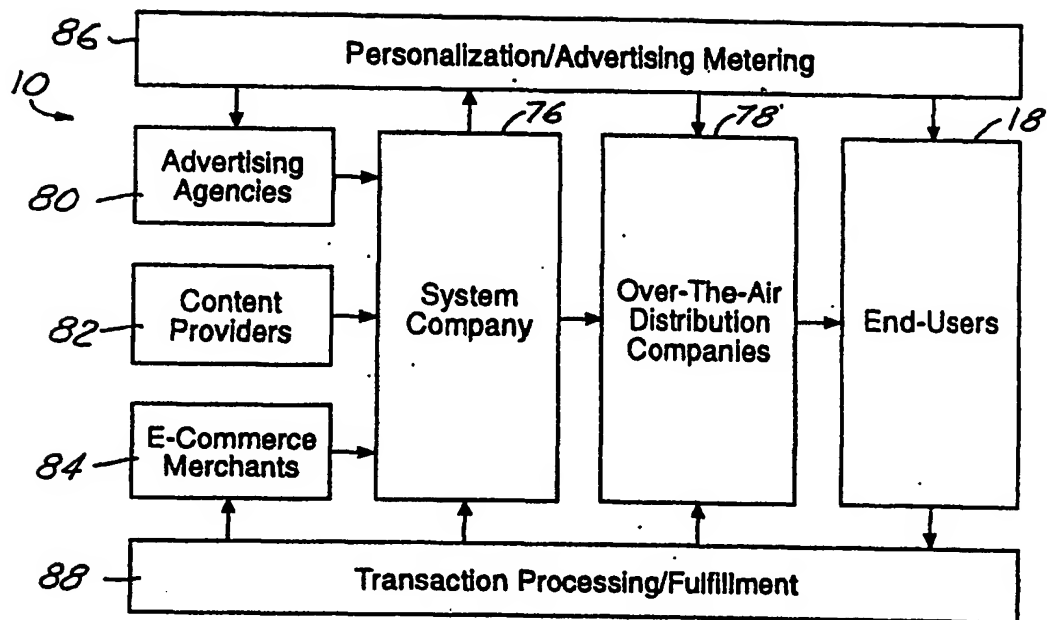 86
Personalization/Advertising Metering
10
76
78
18
Advertising
Agencies
80
System
Company
Over-The-Air
Distribution
Companies
End-Users
Content
Providers
82
E-Commerce
Merchants
84
88
Transaction Processing/Fulfillment